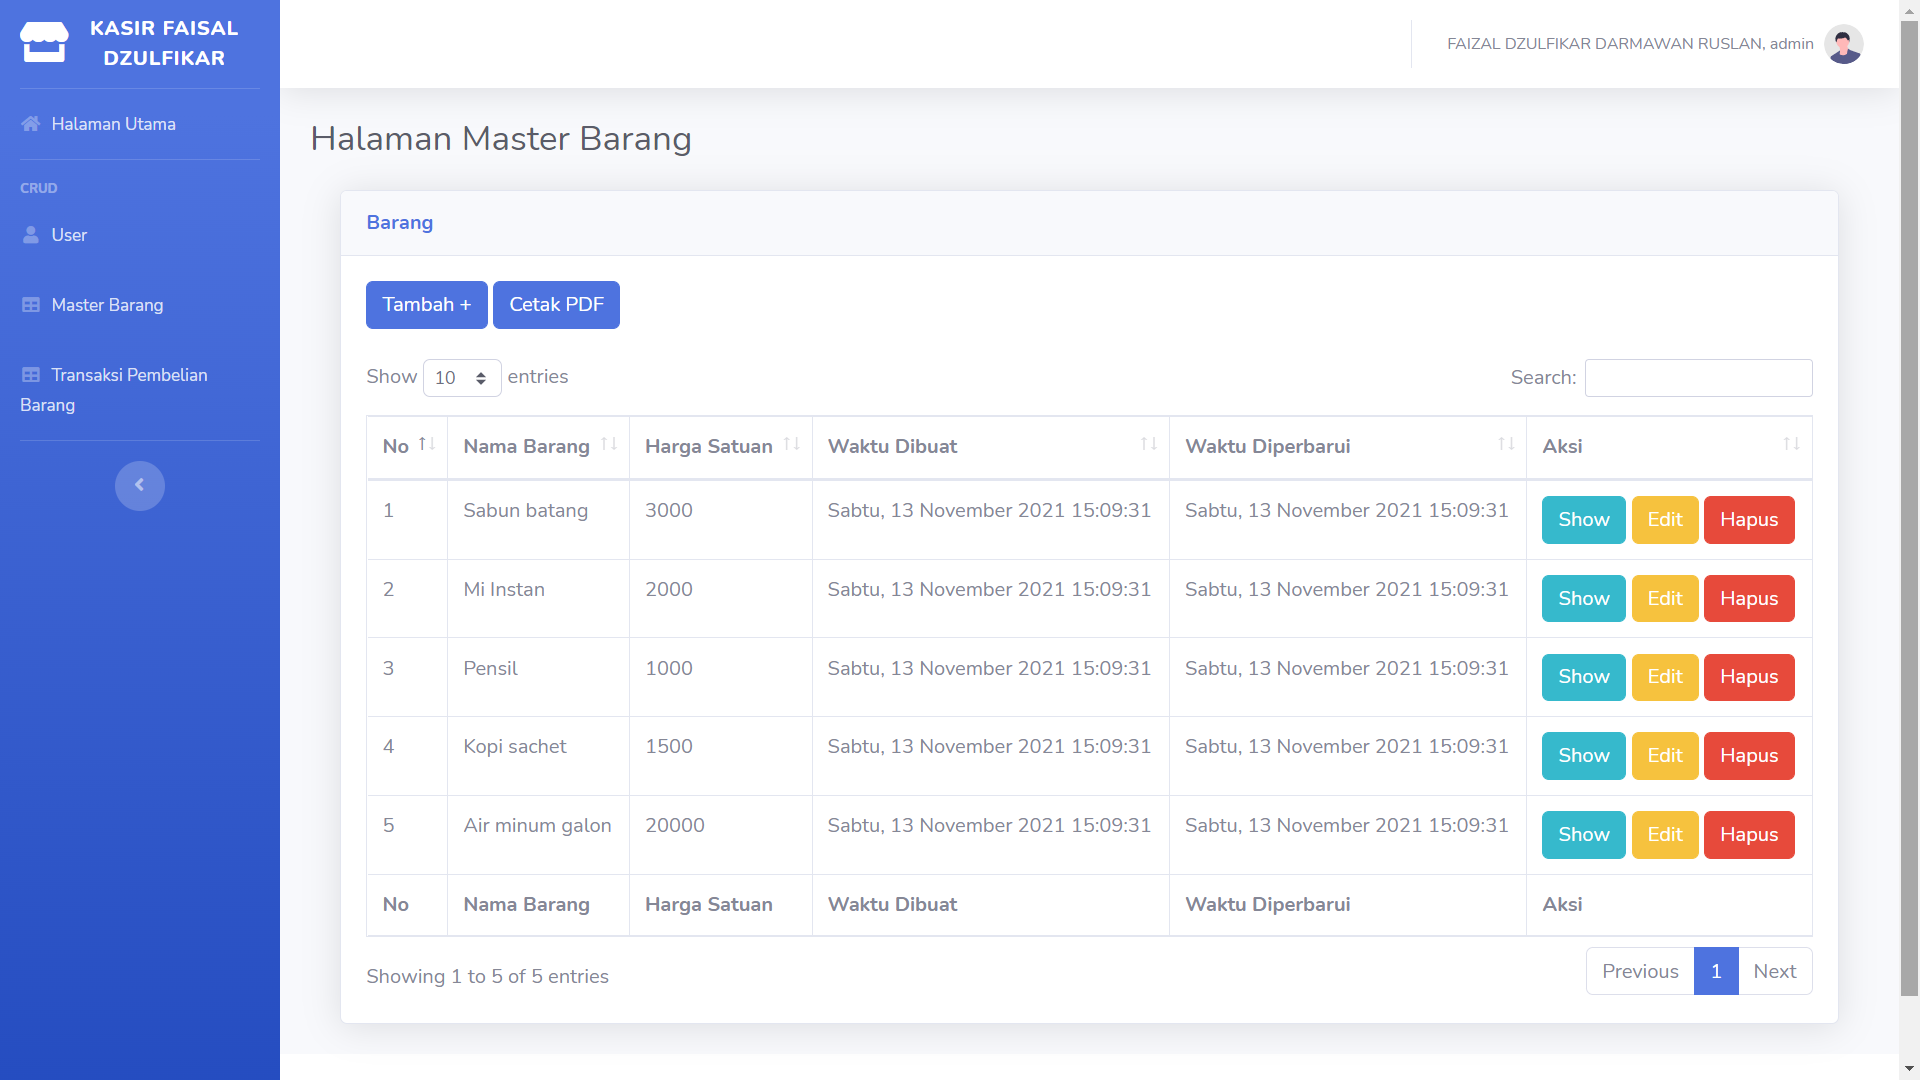 KASIR FAISAL
DZULFIKAR
FAIZAL DZULFIKAR DARMAWAN RUSLAN, admin
Halaman Utama
CRUD
User
Master Barang
Transaksi Pembelian
Barang
Halaman Master Barang
Barang
Tambah + Cetak PDF
Show 10 entries Search:
No Nama Barang Harga Satuan Waktu Dibuat Waktu Diperbarui Aksi
1 Sabun batang 3000 Sabtu, 13 November 2021 15:09:31 Sabtu, 13 November 2021 15:09:31 Show Edit Hapus
2 Mi Instan 2000 Sabtu, 13 November 2021 15:09:31 Sabtu, 13 November 2021 15:09:31 Show Edit Hapus
3 Pensil 1000 Sabtu, 13 November 2021 15:09:31 Sabtu, 13 November 2021 15:09:31 Show Edit Hapus
4 Kopi sachet 1500 Sabtu, 13 November 2021 15:09:31 Sabtu, 13 November 2021 15:09:31 Show Edit Hapus
5 Air minum galon 20000 Sabtu, 13 November 2021 15:09:31 Sabtu, 13 November 2021 15:09:31 Show Edit Hapus
No Nama Barang Harga Satuan Waktu Dibuat Waktu Diperbarui Aksi
Showing 1 to 5 of 5 entries Previous 1 Next